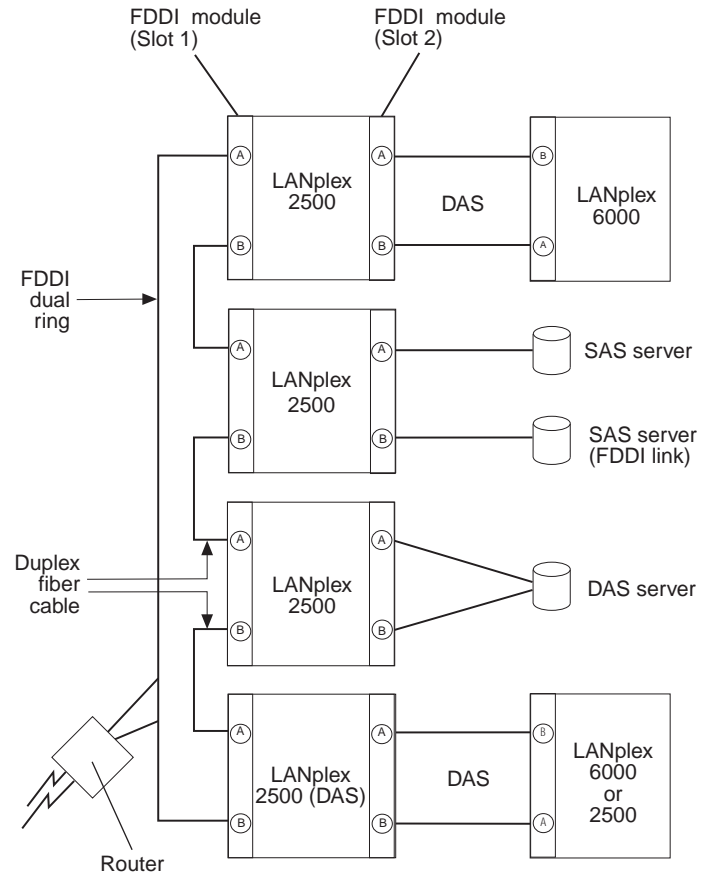 FDDI module
(Slot 1)
FDDI module
(Slot 2)
A
B
LANplex
2500
A
B
DAS
B
A
LANplex
6000
FDDI
dual
ring
A
B
LANplex
2500
A
B
SAS server
SAS server
(FDDI link)
Duplex
fiber
cable
A
B
LANplex
2500
A
B
DAS server
A
B
LANplex
2500 (DAS)
A
B
DAS
B
A
LANplex
6000
or
2500
Router